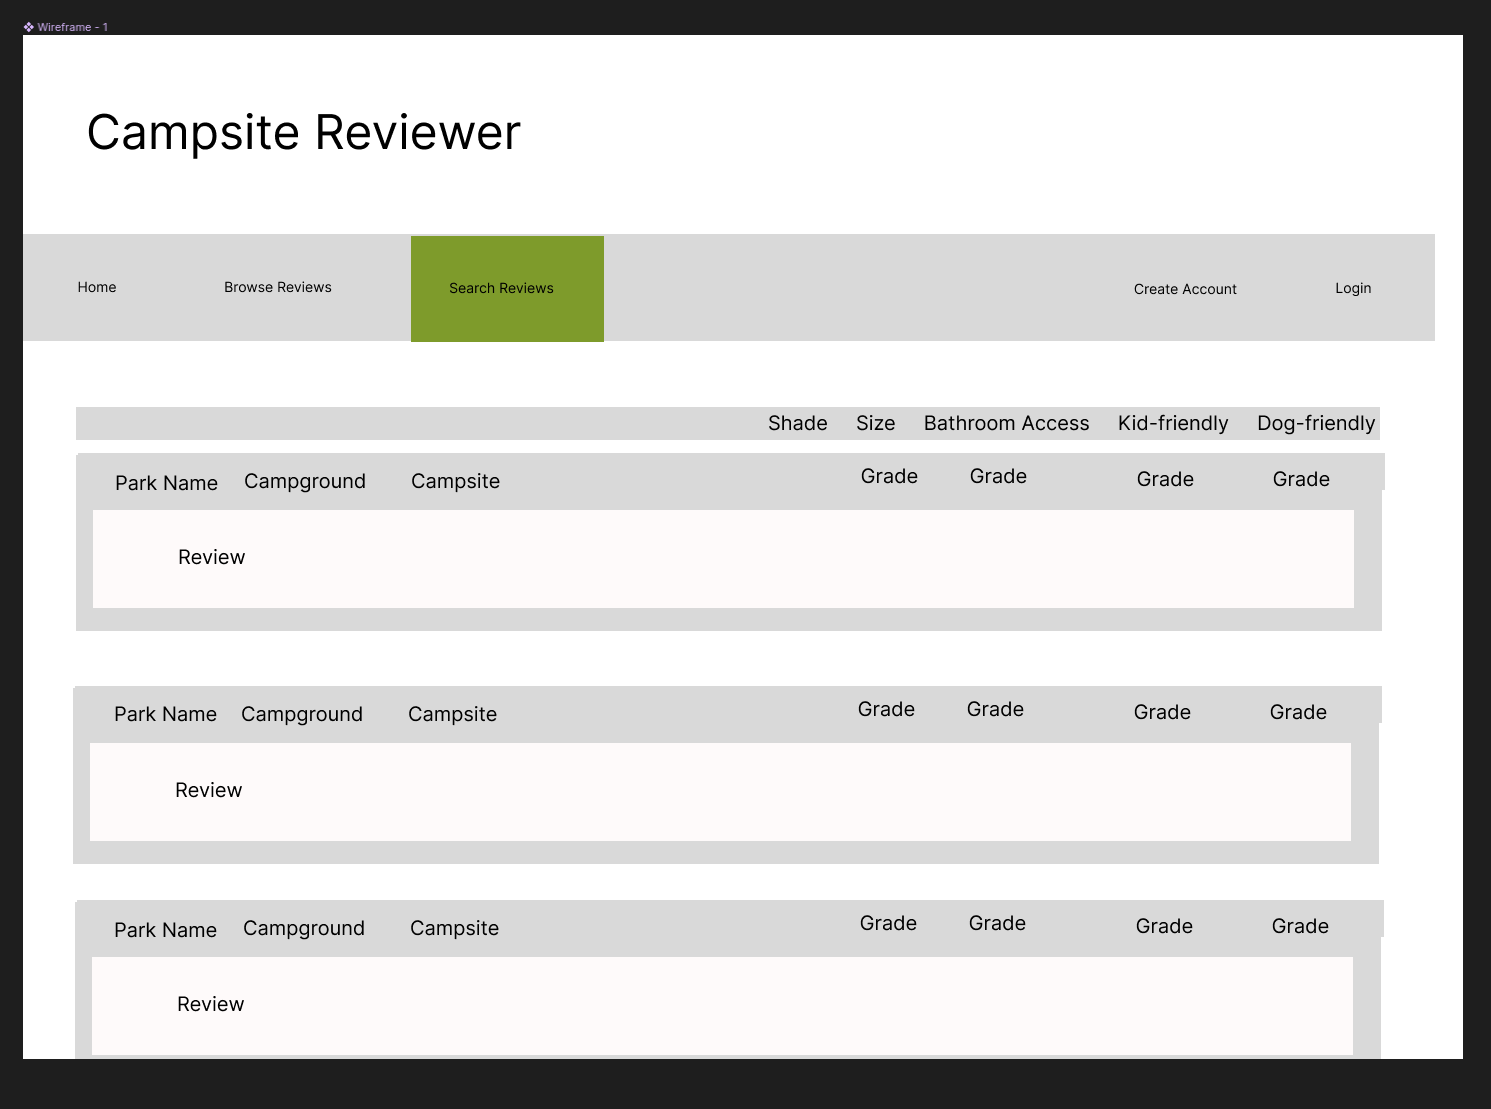 Wireframe - 1
Campsite Reviewer
Home Browse Reviews Search Reviews Create Account Login
Shade Size Bathroom Access Kid-friendly Dog-friendly
Park Name Campground Campsite Grade Grade Grade Grade
Review
Park Name Campground Campsite Grade Grade Grade Grade
Review
Park Name Campground Campsite Grade Grade Grade Grade
Review